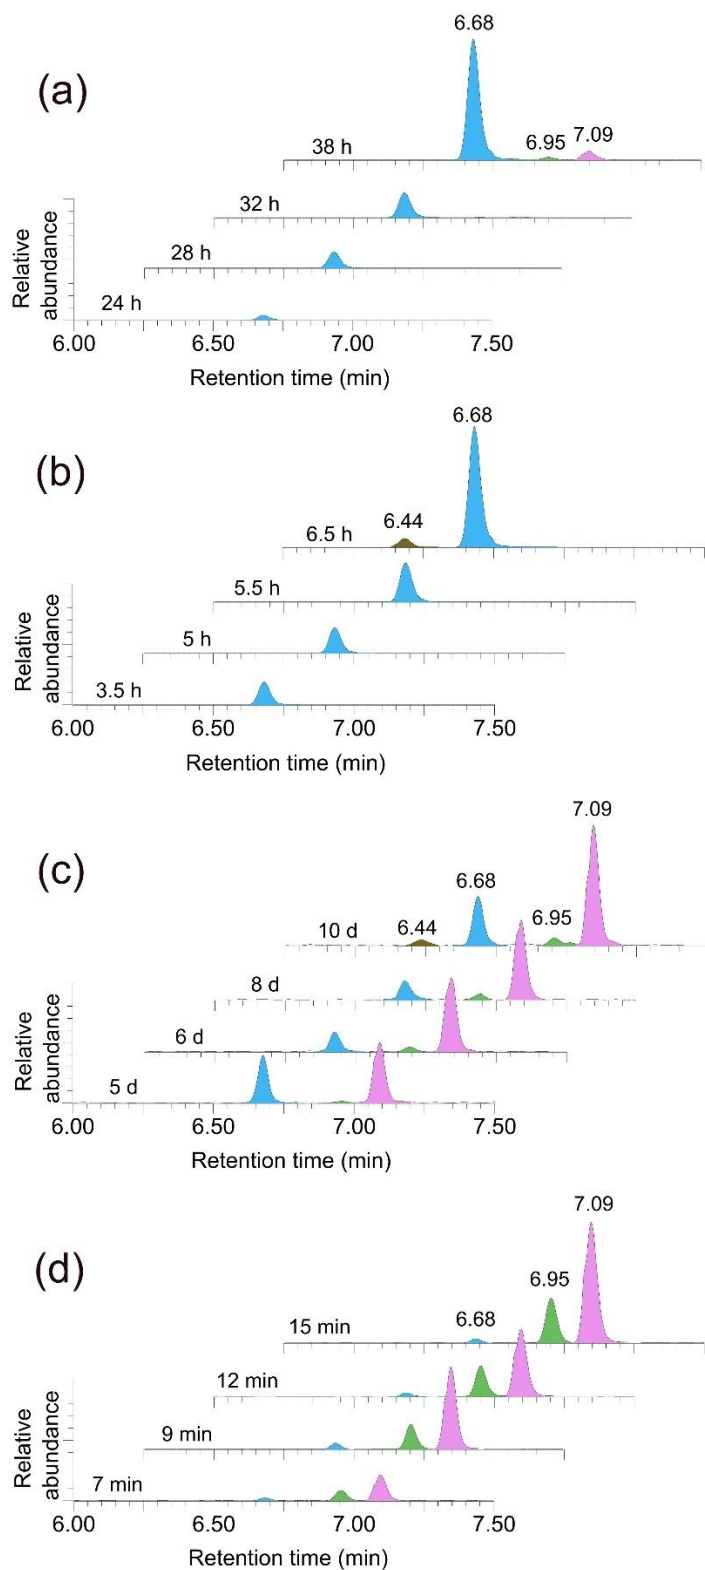 (a)
6.68
6.95
7.09
38 h
32 h
28 h
24 h
Relative
abundance
6.00
6.50
7.00
7.50
Retention time (min)
(b)
6.68
6.44
6.5 h
5.5 h
5 h
3.5 h
Relative
abundance
6.00
6.50
7.00
7.50
Retention time (min)
(c)
7.09
6.68
6.44
6.95
10 d
8 d
6 d
5 d
Relative
abundance
6.00
6.50
7.00
7.50
Retention time (min)
(d)
7.09
6.95
6.68
15 min
12 min
9 min
7 min
Relative
abundance
6.00
6.50
7.00
7.50
Retention time (min)